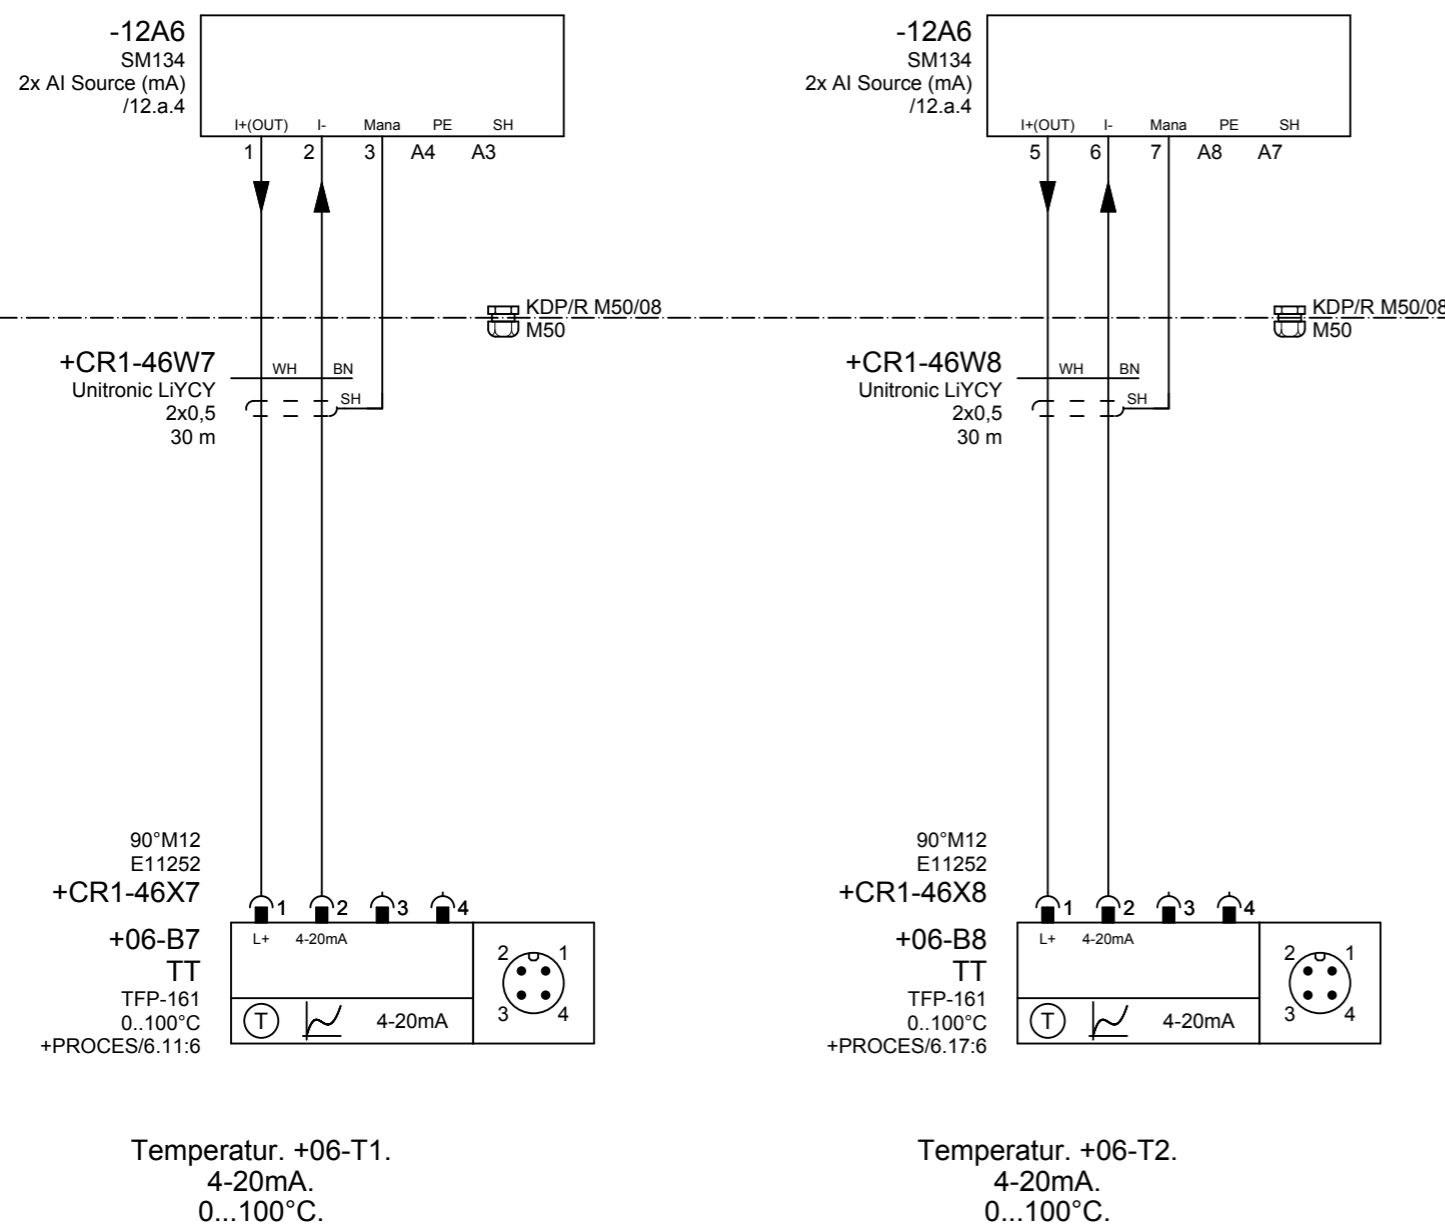 -12A6
SM134
2x AI Source (mA)
/12.a.4
I+(OUT) I- Mana PE SH
1 2 3 A4 A3
KDP/R M50/08
M50
+CR1-46W7
Unitronic LiYCY
2x0,5
30 m
WH BN
SH
90°M12
E11252
+CR1-46X7
1 2 3 4
+06-B7
TT
TFP-161
0..100°C
+PROCES/6.11:6
L+ 4-20mA
T 4-20mA
2 1
3 4
Temperatur. +06-T1.
4-20mA.
0...100°C.
-12A6
SM134
2x AI Source (mA)
/12.a.4
I+(OUT) I- Mana PE SH
5 6 7 A8 A7
KDP/R M50/08
M50
+CR1-46W8
Unitronic LiYCY
2x0,5
30 m
WH BN
SH
90°M12
E11252
+CR1-46X8
1 2 3 4
+06-B8
TT
TFP-161
0..100°C
+PROCES/6.17:6
L+ 4-20mA
T 4-20mA
2 1
3 4
Temperatur. +06-T2.
4-20mA.
0...100°C.